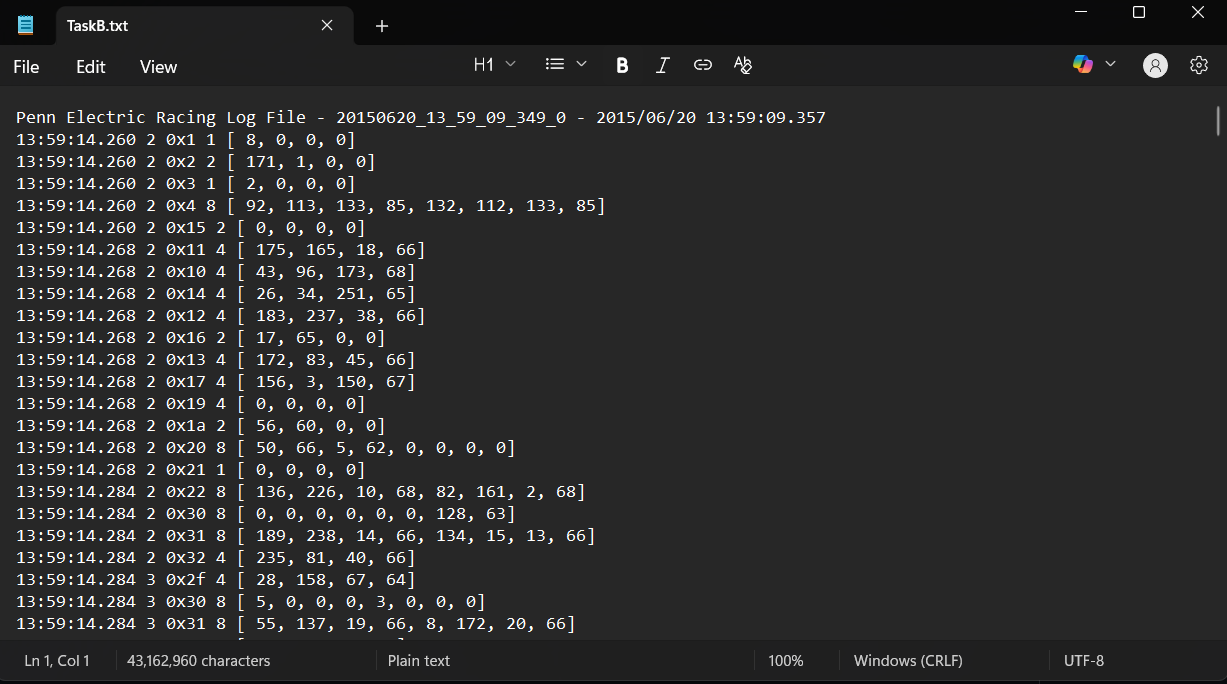 TaskB.txt
File Edit View H1 B I
Penn Electric Racing Log File - 20150620_13_59_09_349_0 - 2015/06/20 13:59:09.357
13:59:14.260 2 0x1 1 [ 8, 0, 0, 0]
13:59:14.260 2 0x2 2 [ 171, 1, 0, 0]
13:59:14.260 2 0x3 1 [ 2, 0, 0, 0]
13:59:14.260 2 0x4 8 [ 92, 113, 133, 85, 132, 112, 133, 85]
13:59:14.260 2 0x15 2 [ 0, 0, 0, 0]
13:59:14.268 2 0x11 4 [ 175, 165, 18, 66]
13:59:14.268 2 0x10 4 [ 43, 96, 173, 68]
13:59:14.268 2 0x14 4 [ 26, 34, 251, 65]
13:59:14.268 2 0x12 4 [ 183, 237, 38, 66]
13:59:14.268 2 0x16 2 [ 17, 65, 0, 0]
13:59:14.268 2 0x13 4 [ 172, 83, 45, 66]
13:59:14.268 2 0x17 4 [ 156, 3, 150, 67]
13:59:14.268 2 0x19 4 [ 0, 0, 0, 0]
13:59:14.268 2 0x1a 2 [ 56, 60, 0, 0]
13:59:14.268 2 0x20 8 [ 50, 66, 5, 62, 0, 0, 0, 0]
13:59:14.268 2 0x21 1 [ 0, 0, 0, 0]
13:59:14.284 2 0x22 8 [ 136, 226, 10, 68, 82, 161, 2, 68]
13:59:14.284 2 0x30 8 [ 0, 0, 0, 0, 0, 0, 128, 63]
13:59:14.284 2 0x31 8 [ 189, 238, 14, 66, 134, 15, 13, 66]
13:59:14.284 2 0x32 4 [ 235, 81, 40, 66]
13:59:14.284 3 0x2f 4 [ 28, 158, 67, 64]
13:59:14.284 3 0x30 8 [ 5, 0, 0, 0, 3, 0, 0, 0]
13:59:14.284 3 0x31 8 [ 55, 137, 19, 66, 8, 172, 20, 66]
Ln 1, Col 1 43,162,960 characters Plain text 100% Windows (CRLF) UTF-8